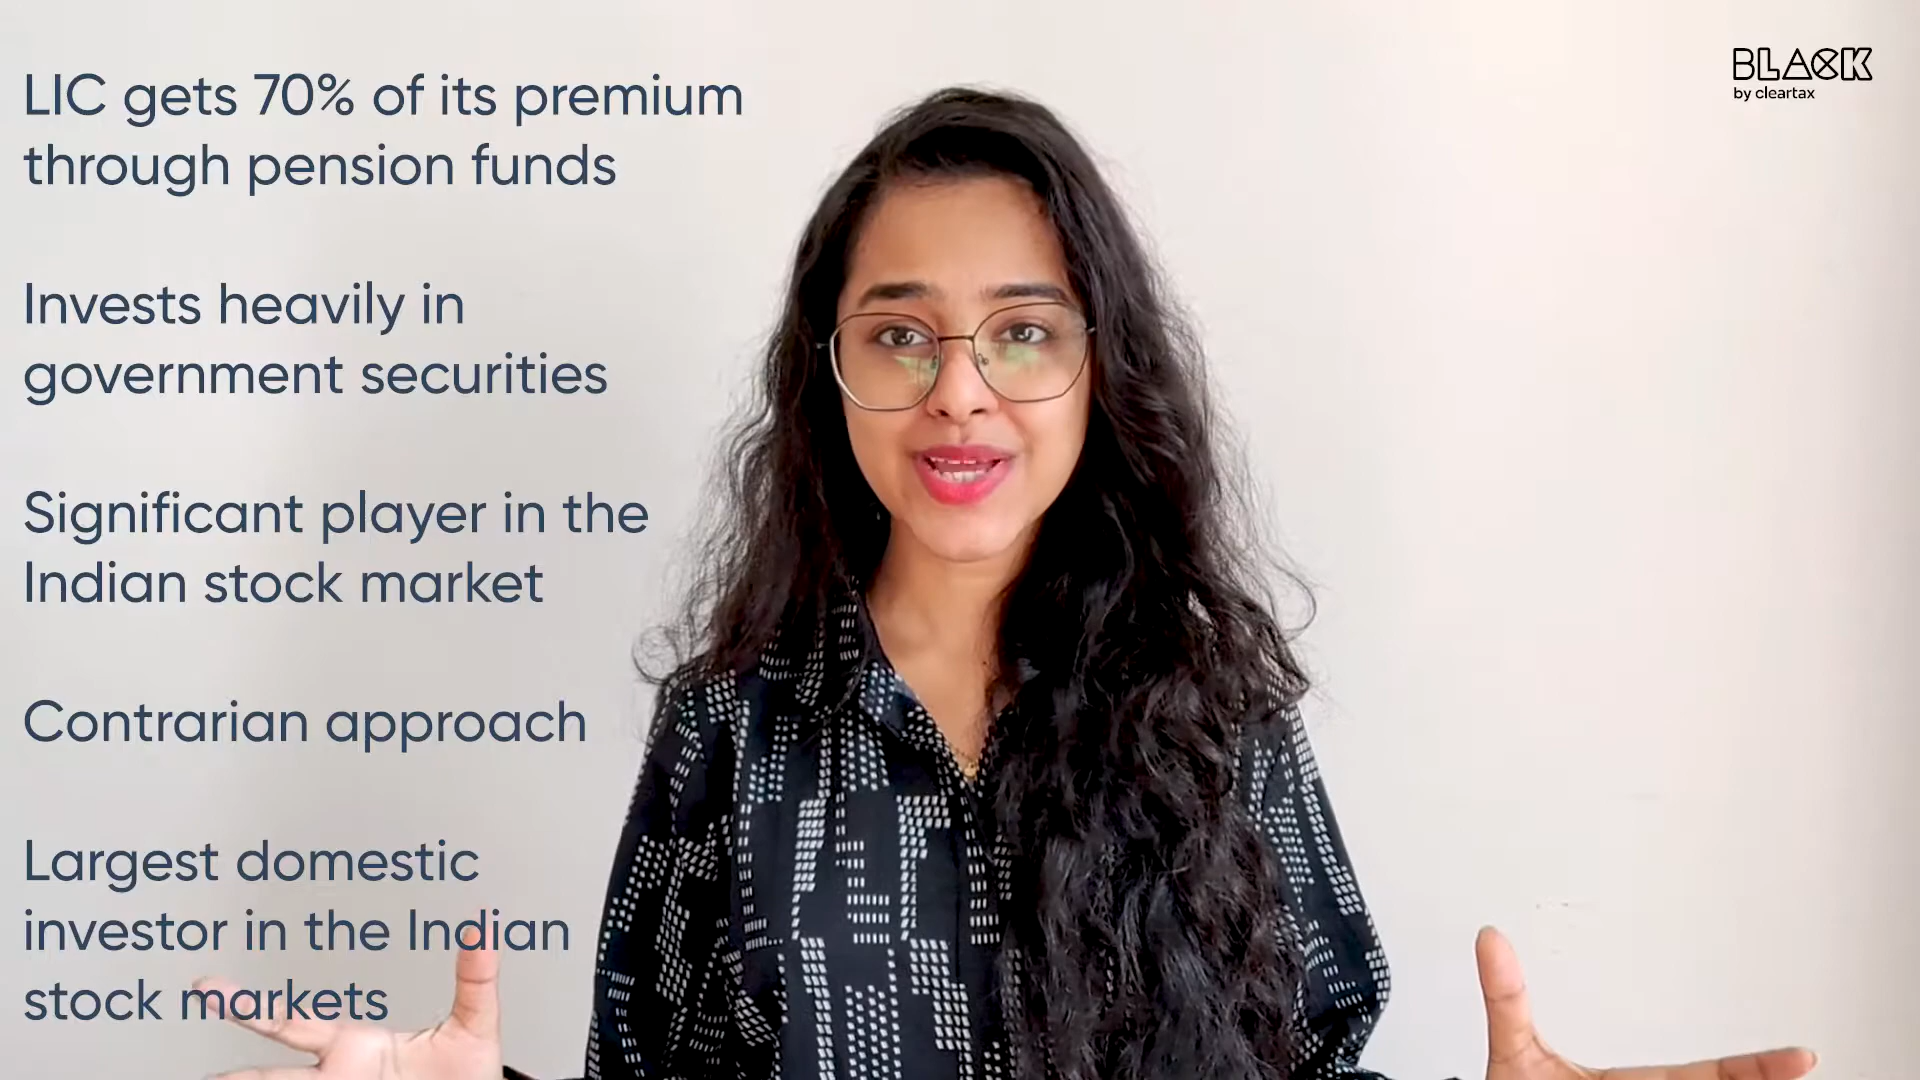 LIC gets 70% of its premium
through pension funds
Invests heavily in
government securities
Significant player in the
Indian stock market
Contrarian approach
Largest domestic
investor in the Indian
stock markets
BLACK
by cleartax